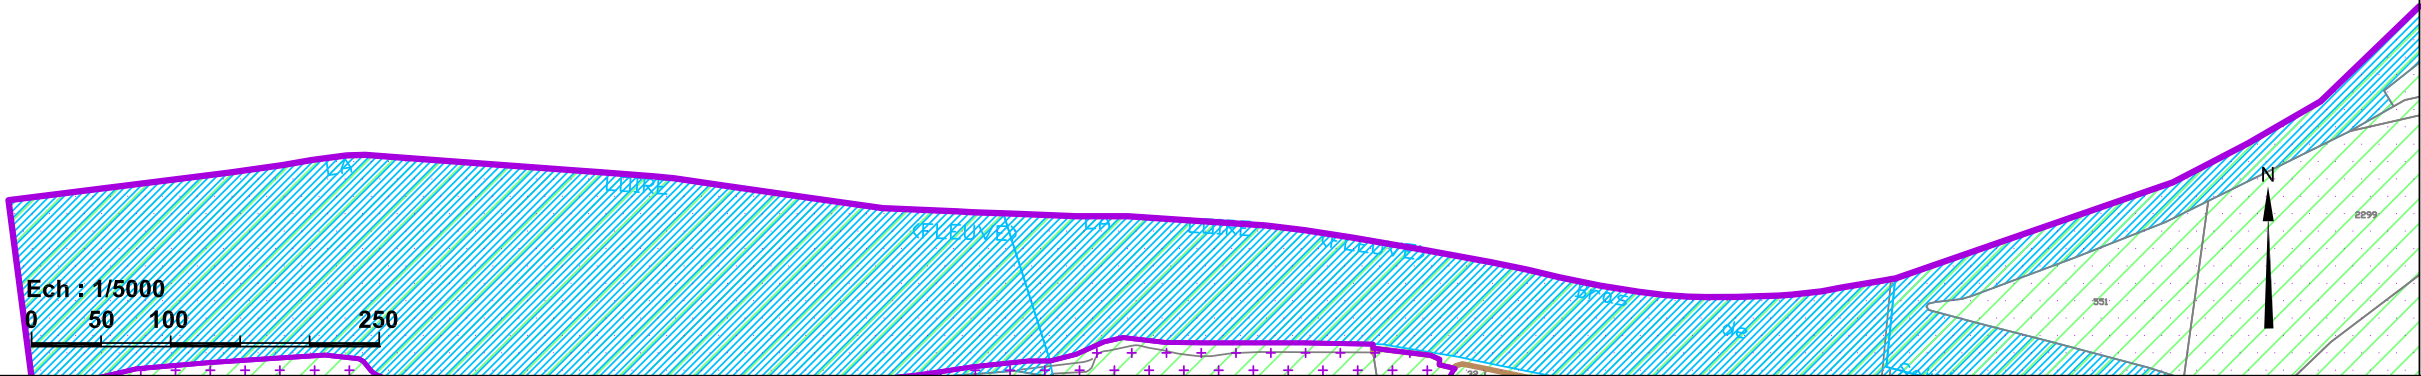 LA
LOIRE
(FLEUVE)
LA
LOIRE
(FLEUVE)
bras
de
N
2299
551
Ech : 1/5000
0 50 100 250